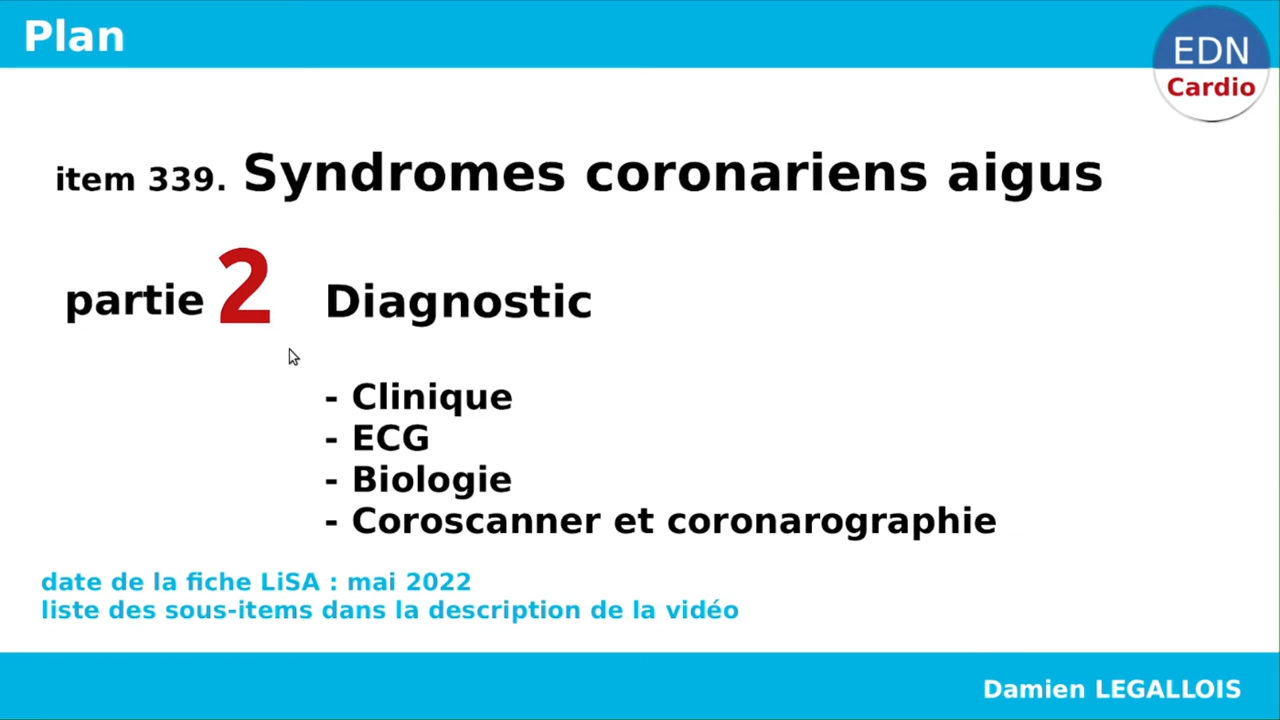 Plan
EDN
Cardio
item 339. Syndromes coronariens aigus
partie 2 Diagnostic
- Clinique
- ECG
- Biologie
- Coroscanner et coronarographie
date de la fiche LiSA : mai 2022
liste des sous-items dans la description de la vidéo
Damien LEGALLOIS